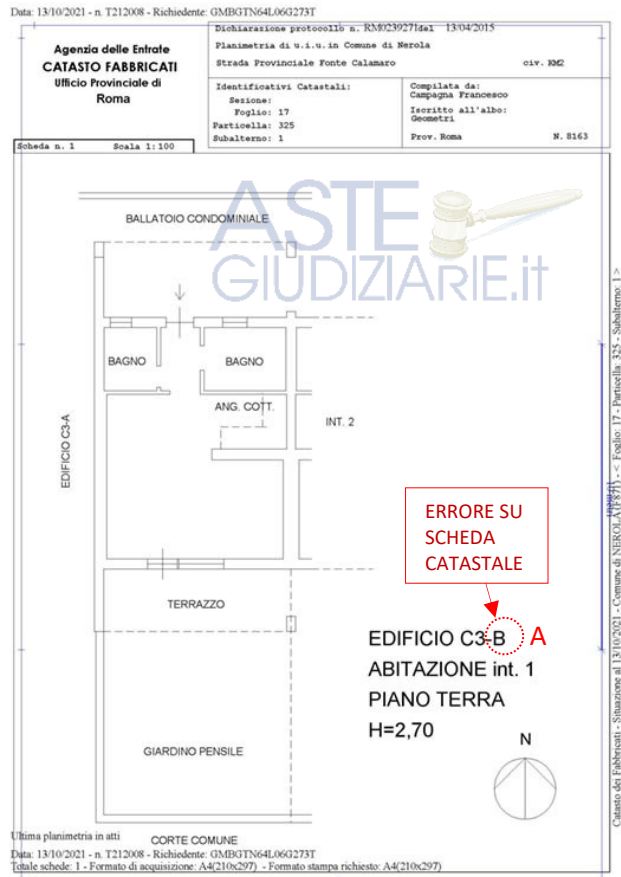 Data: 13/10/2021 - n. T212008 - Richiedente: GMBGTN64L06G273T
Agenzia delle Entrate
CATASTO FABBRICATI
Ufficio Provinciale di
Roma
Dichiarazione protocollo n. RM0239271del 13/04/2015
Planimetria di u.i.u. in Comune di Nerola
Strada Provinciale Fonte Calamaro civ. KM2
Identificativi Catastali:
Sezione:
Foglio: 17
Particella: 325
Subalterno: 1
Compilata da:
Campagna Francesco
Iscritto all'albo:
Geometri
Prov. Roma N. 8163
Scheda n. 1 Scala 1:100
ASTE
GIUDIZIARIE.it
BALLATOIO CONDOMINIALE
BAGNO BAGNO
ANG. COTT.
INT. 2
EDIFICIO C3-A
ERRORE SU
SCHEDA
CATASTALE
TERRAZZO
EDIFICIO C3-B A
ABITAZIONE int. 1
PIANO TERRA
H=2,70
N
GIARDINO PENSILE
CORTE COMUNE
Ultima planimetria in atti
Data: 13/10/2021 - n. T212008 - Richiedente: GMBGTN64L06G273T
Totale schede: 1 - Formato di acquisizione: A4(210x297) - Formato stampa richiesto: A4(210x297)
Catasto dei Fabbricati - Situazione al 13/10/2021 - Comune di NEROLA(F871) - < Foglio: 17 - Particella: 325 - Subalterno: 1 >